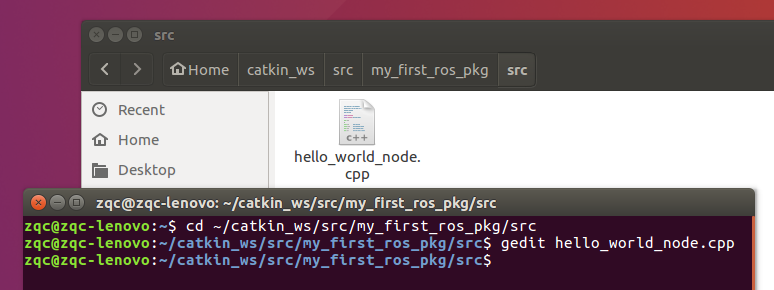 src
Home catkin_ws src my_first_ros_pkg src
Recent
Home
Desktop
c++
hello_world_node.
cpp
zqc@zqc-lenovo: ~/catkin_ws/src/my_first_ros_pkg/src
zqc@zqc-lenovo:~$ cd ~/catkin_ws/src/my_first_ros_pkg/src
zqc@zqc-lenovo:~/catkin_ws/src/my_first_ros_pkg/src$ gedit hello_world_node.cpp
zqc@zqc-lenovo:~/catkin_ws/src/my_first_ros_pkg/src$